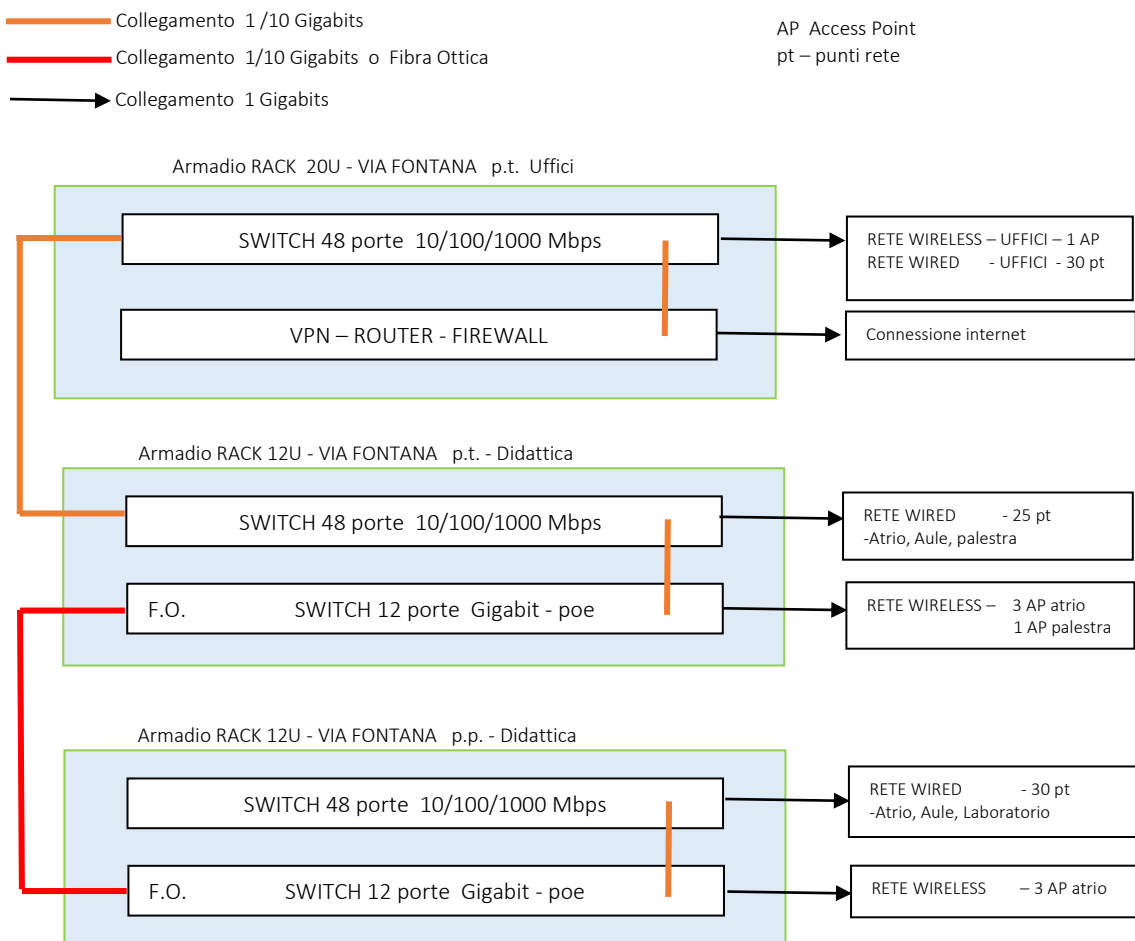 Collegamento 1 /10 Gigabits
Collegamento 1/10 Gigabits o Fibra Ottica
Collegamento 1 Gigabits
AP Access Point
pt – punti rete
Armadio RACK 20U - VIA FONTANA p.t. Uffici
SWITCH 48 porte 10/100/1000 Mbps
RETE WIRELESS – UFFICI – 1 AP
RETE WIRED - UFFICI - 30 pt
VPN – ROUTER - FIREWALL
Connessione internet
Armadio RACK 12U - VIA FONTANA p.t. - Didattica
SWITCH 48 porte 10/100/1000 Mbps
RETE WIRED - 25 pt
-Atrio, Aule, palestra
F.O. SWITCH 12 porte Gigabit - poe
RETE WIRELESS – 3 AP atrio
1 AP palestra
Armadio RACK 12U - VIA FONTANA p.p. - Didattica
SWITCH 48 porte 10/100/1000 Mbps
RETE WIRED - 30 pt
-Atrio, Aule, Laboratorio
F.O. SWITCH 12 porte Gigabit - poe
RETE WIRELESS – 3 AP atrio